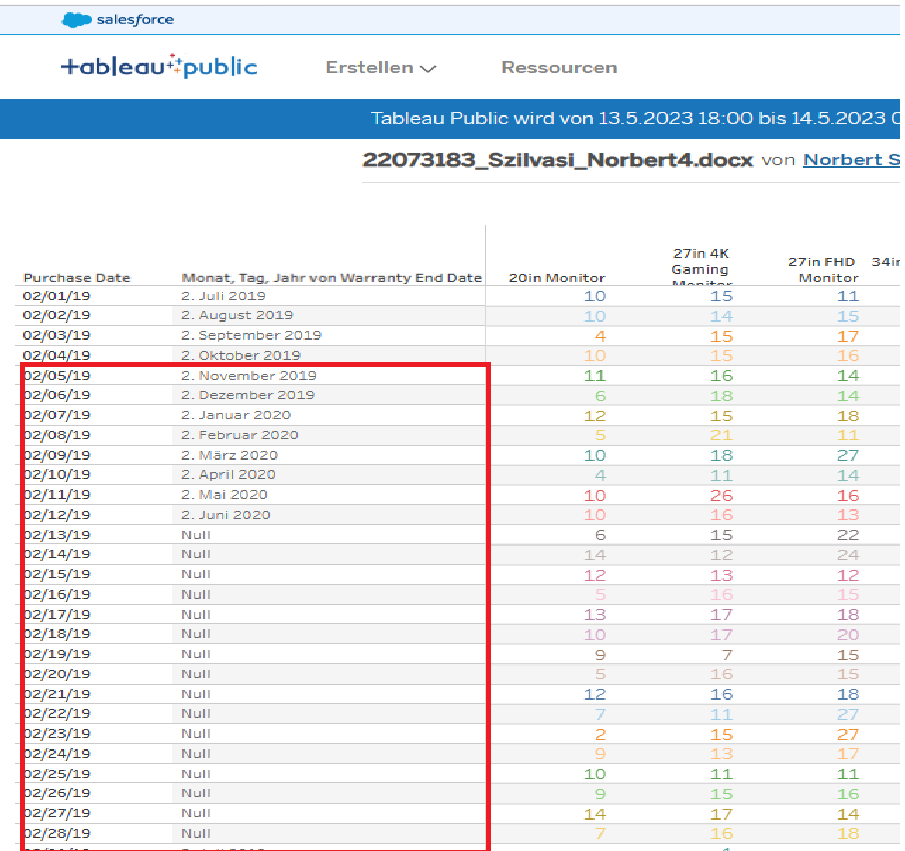 salesforce
+ableau public
Erstellen
Ressourcen
Tableau Public wird von 13.5.2023 18:00 bis 14.5.2023
22073183_Szilvasi_Norbert4.docx von Norbert S
Purchase Date Monat, Tag, Jahr von Warranty End Date 20in Monitor 27in 4K Gaming Monitor 27in FHD Monitor 34in
02/01/19 2. Juli 2019 10 15 11
02/02/19 2. August 2019 10 14 15
02/03/19 2. September 2019 4 15 17
02/04/19 2. Oktober 2019 10 15 16
02/05/19 2. November 2019 11 16 14
02/06/19 2. Dezember 2019 6 18 14
02/07/19 2. Januar 2020 12 15 18
02/08/19 2. Februar 2020 5 21 11
02/09/19 2. März 2020 10 18 27
02/10/19 2. April 2020 4 11 14
02/11/19 2. Mai 2020 10 26 16
02/12/19 2. Juni 2020 10 16 13
02/13/19 Null 6 15 22
02/14/19 Null 14 12 24
02/15/19 Null 12 13 12
02/16/19 Null 5 16 15
02/17/19 Null 13 17 18
02/18/19 Null 10 17 20
02/19/19 Null 9 7 15
02/20/19 Null 5 16 15
02/21/19 Null 12 16 18
02/22/19 Null 7 11 27
02/23/19 Null 2 15 27
02/24/19 Null 9 13 17
02/25/19 Null 10 11 11
02/26/19 Null 9 15 16
02/27/19 Null 14 17 14
02/28/19 Null 7 16 18